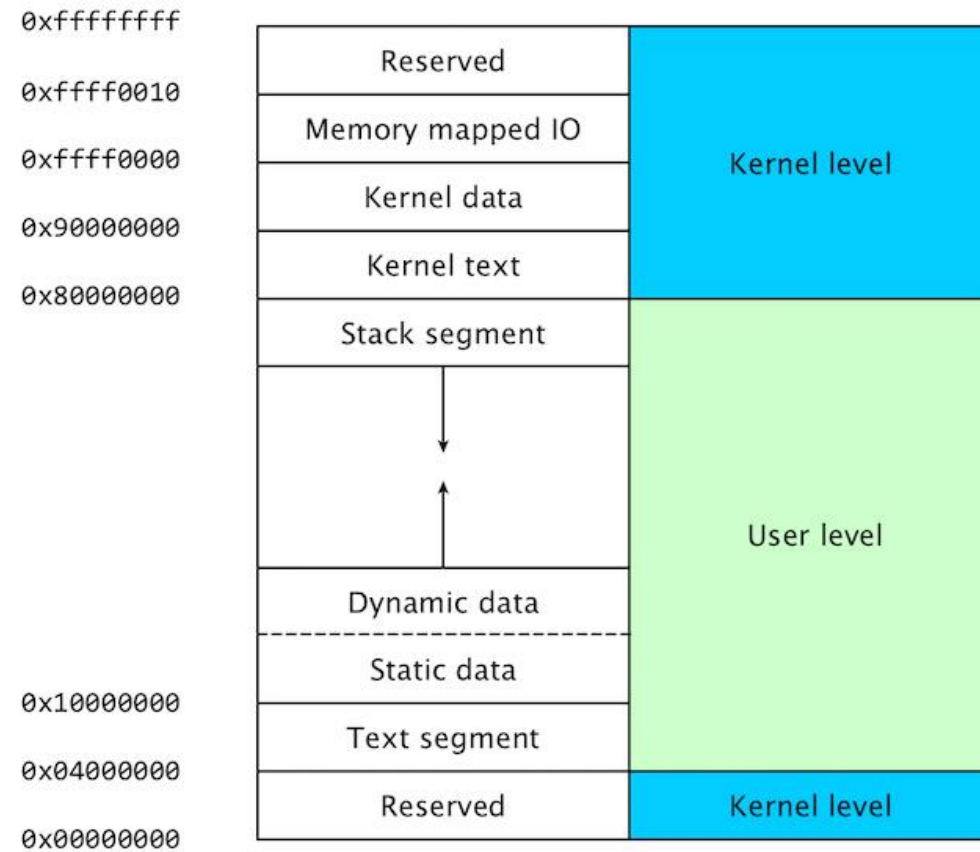 0xffffffff
Reserved
0xffff0010
Memory mapped IO
0xffff0000
Kernel level
Kernel data
0x90000000
Kernel text
0x80000000
Stack segment
User level
Dynamic data
Static data
0x10000000
Text segment
0x04000000
Reserved
Kernel level
0x00000000